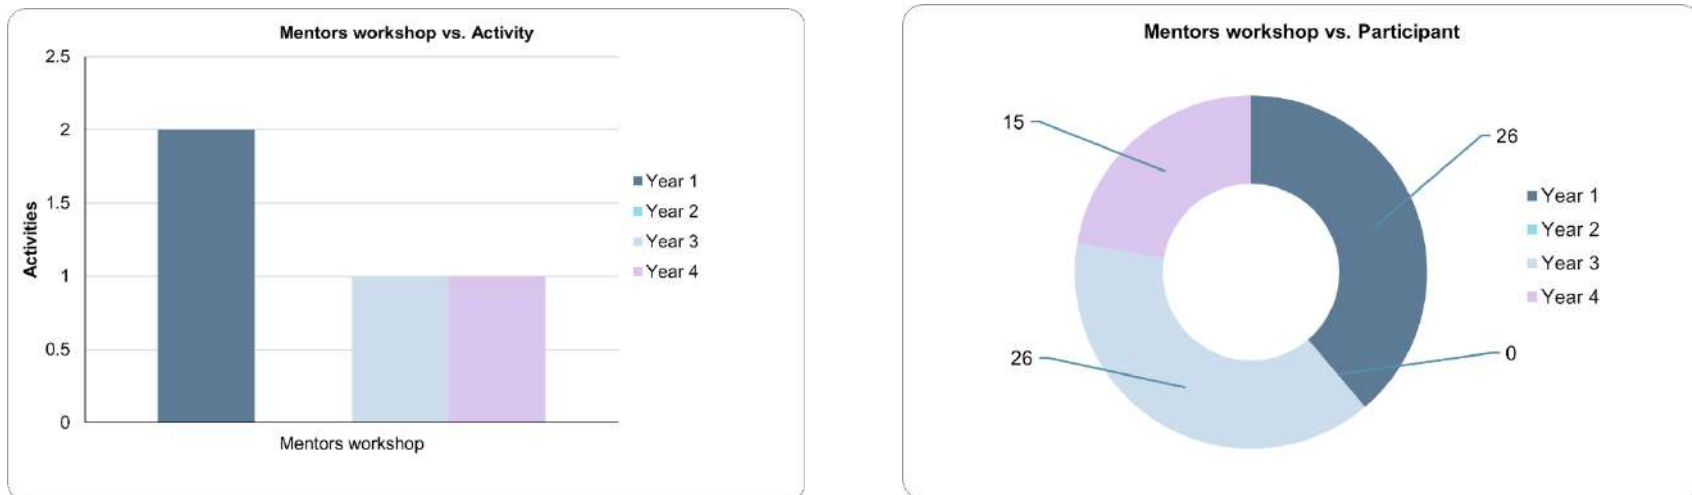 Mentors workshop vs. Activity
2.5
2
1.5
1
0.5
0
Activities
Mentors workshop
Year 1
Year 2
Year 3
Year 4
Mentors workshop vs. Participant
15
26
26
0
Year 1
Year 2
Year 3
Year 4